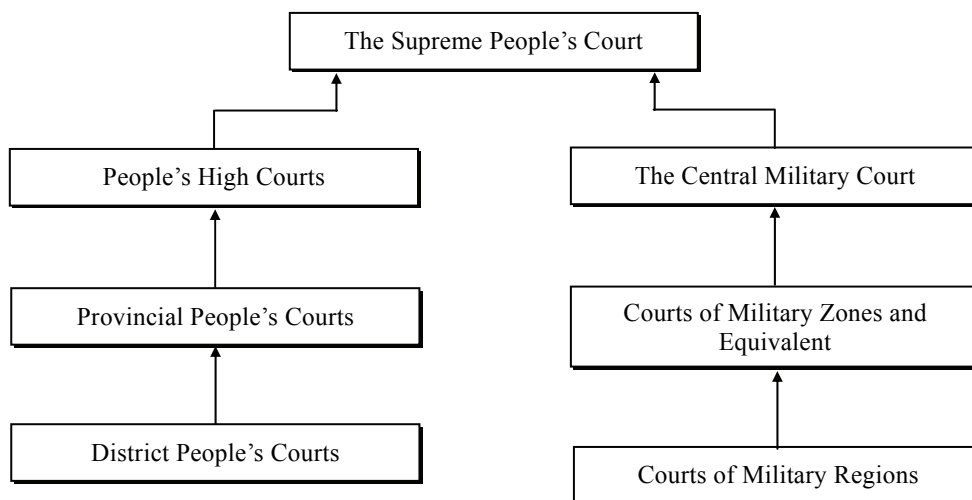 The Supreme People’s Court
People’s High Courts
The Central Military Court
Provincial People’s Courts
Courts of Military Zones and
Equivalent
District People’s Courts
Courts of Military Regions